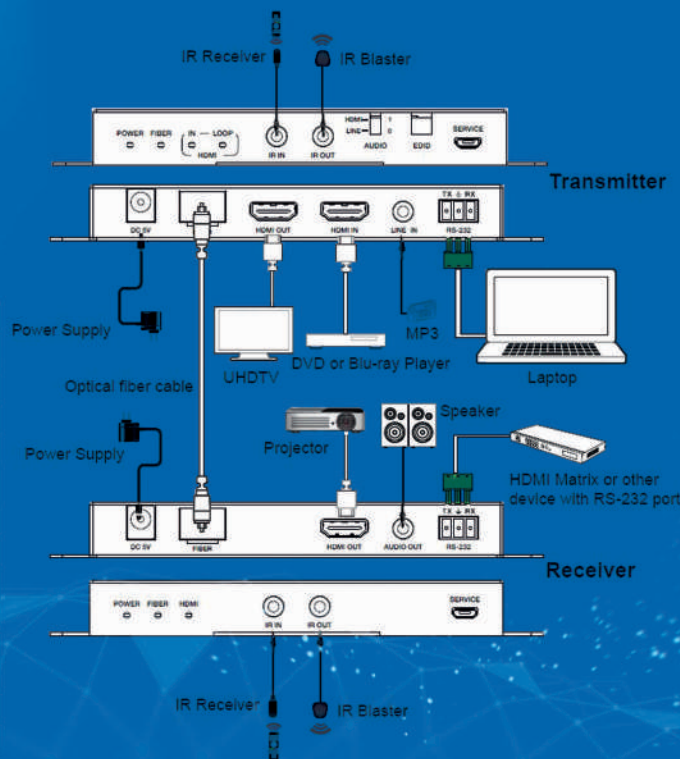 IR Receiver
IR Blaster
POWER FIBER IN LOOP
HDMI
IR IN IR OUT
HDMI 1
LINE 0
AUDIO EDID
SERVICE
Transmitter
DC 5V
HDMI OUT HDMI IN LINE IN
TX RX
RS-232
Power Supply
UHDTV
DVD or Blu-ray Player
MP3
Laptop
Optical fiber cable
Power Supply
Projector
Speaker
HDMI Matrix or other
device with RS-232 port
DC 5V FIBER HDMI OUT AUDIO OUT
TX RX
RS-232
Receiver
POWER FIBER HDMI
IR IN IR OUT
SERVICE
IR Receiver
IR Blaster